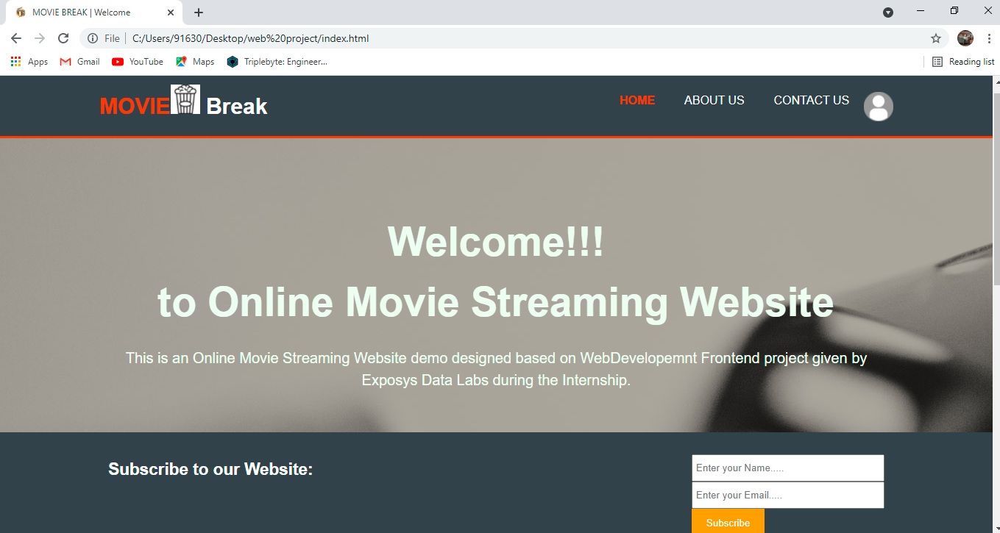 MOVIE BREAK | Welcome
File | C:/Users/91630/Desktop/web%20project/index.html
Apps Gmail YouTube Maps Triplebyte: Engineer... Reading list
MOVIE Break HOME ABOUT US CONTACT US
Welcome!!!
to Online Movie Streaming Website
This is an Online Movie Streaming Website demo designed based on WebDevelopemnt Frontend project given by
Exposys Data Labs during the Internship.
Subscribe to our Website:
Enter your Name.....
Enter your Email.....
Subscribe